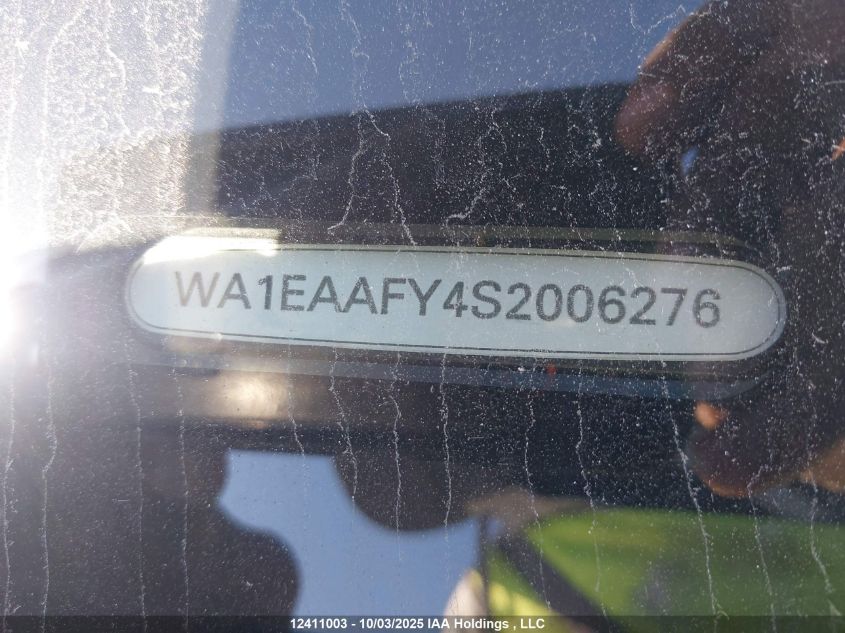 WA1EAAFY4S2006276
12411003 - 10/03/2025 IAA Holdings , LLC